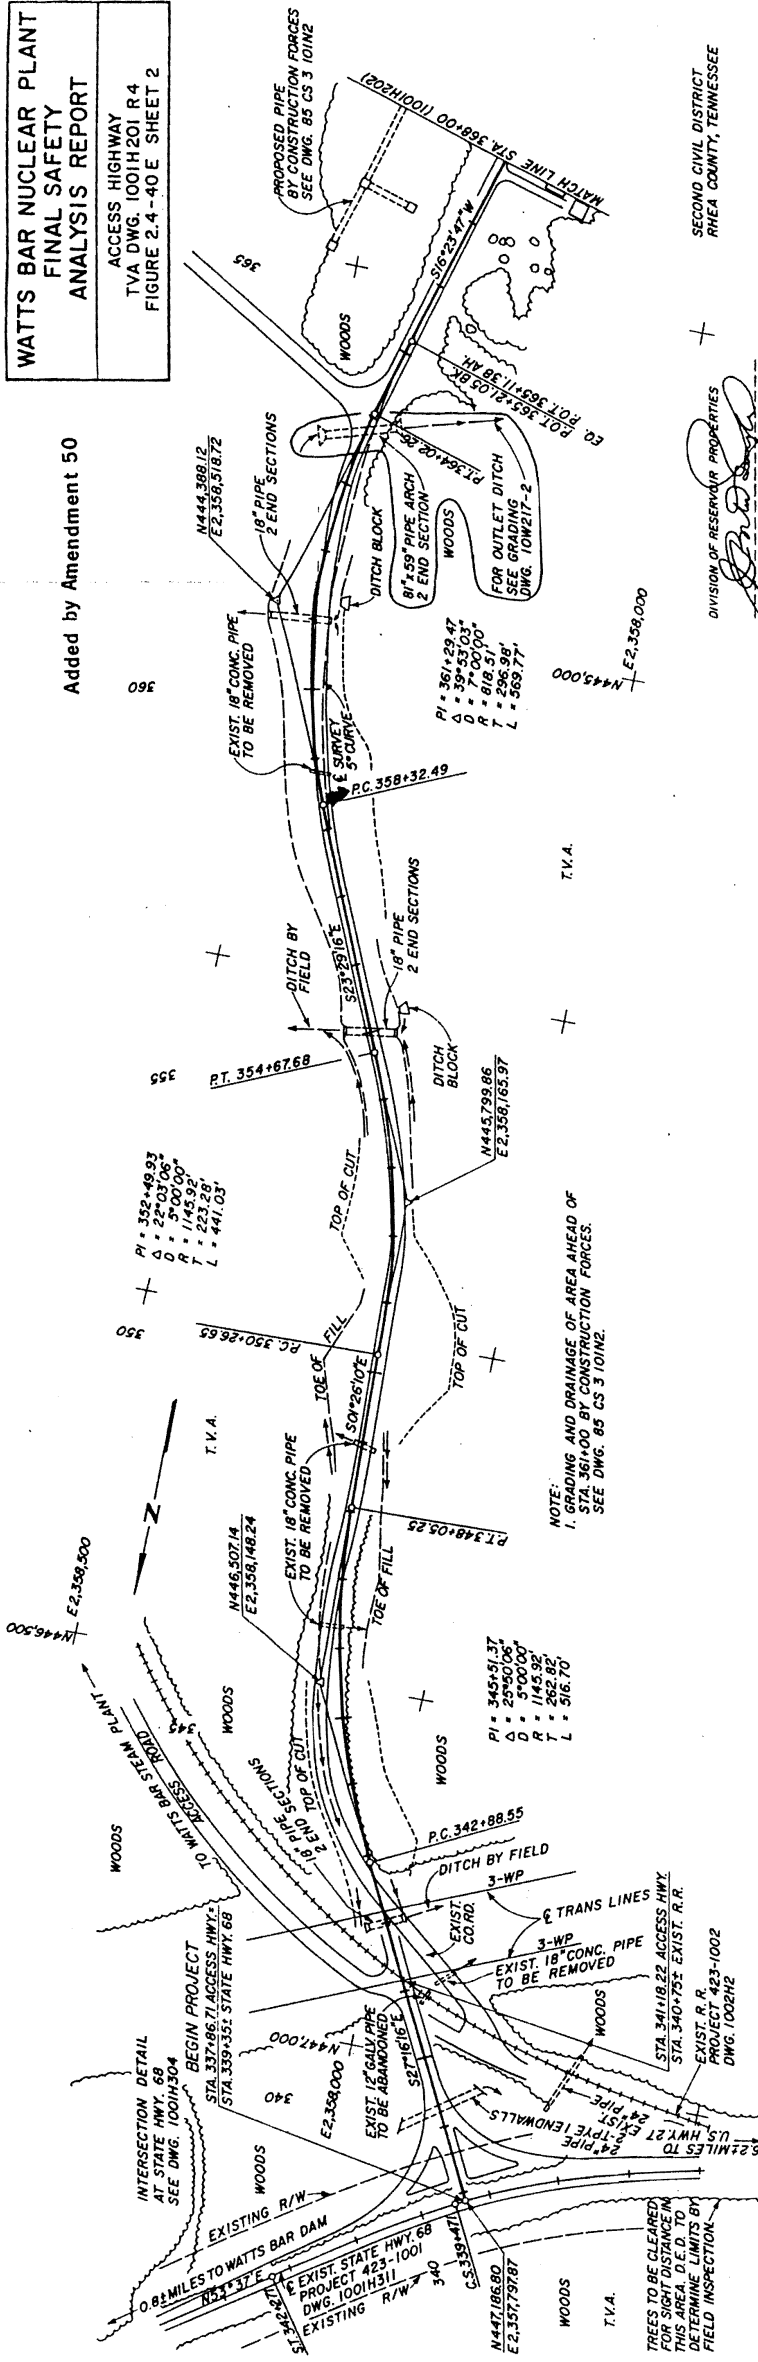 WATTS BAR NUCLEAR PLANT
FINAL SAFETY
ANALYSIS REPORT
ACCESS HIGHWAY
TVA DWG. 1001H201 R4
FIGURE 2.4-40E SHEET 2
Added by Amendment 50
PROPOSED PIPE
BY CONSTRUCTION FORCES
SEE DWG. 85 CS 3 101N2
MATCH LINE STA. 368+00 (1001H202)
365
WOODS
S16°23'47"W
EQ. P.O.T. 365+21.05 BK.
P.O.T. 365+11.38 AH.
P.T. 364+02.26
SECOND CIVIL DISTRICT
RHEA COUNTY, TENNESSEE
DIVISION OF RESERVOIR PROPERTIES
N444,388.12
E2,358,518.72
18" PIPE
2 END SECTIONS
DITCH BLOCK
81"x59" PIPE ARCH
2 END SECTION
WOODS
FOR OUTLET DITCH
SEE GRADING
DWG. 10W217-2
360
EXIST. 18" CONC. PIPE
TO BE REMOVED
℄ SURVEY
5° CURVE
P.C. 358+32.49
PI = 361+29.47
Δ = 39°53'03"
D = 7°00'00"
R = 818.51'
T = 296.98'
L = 569.77'
N445,000
E2,358,000
T.V.A.
DITCH BY
FIELD
S23°29'16"E
18" PIPE
2 END SECTIONS
DITCH
BLOCK
355
P.T. 354+67.68
N445,799.86
E2,358,165.97
PI = 352+49.93
Δ = 22°03'06"
D = 5°00'00"
R = 1145.92'
T = 223.28'
L = 441.03'
TOP OF CUT
350
P.C. 350+26.65
TOE OF FILL
TOP OF CUT
S01°26'10"E
NOTE:
1. GRADING AND DRAINAGE OF AREA AHEAD OF
STA. 361+00 BY CONSTRUCTION FORCES.
SEE DWG. 85 CS 3 101N2.
N
T.V.A.
EXIST. 18" CONC. PIPE
TO BE REMOVED
P.T. 348+05.25
N446,507.14
E2,358,148.24
TOE OF FILL
N446,500
E2,358,500
PI = 345+51.37
Δ = 25°50'06"
D = 5°00'00"
R = 1145.92'
T = 262.82'
L = 516.70'
TO WATTS BAR STEAM PLANT
ACCESS ROAD
345
WOODS
WOODS
WOODS
TOP OF CUT
18" PIPE
2 END SECTIONS
P.C. 342+88.55
DITCH BY FIELD
3-WP
℄ TRANS LINES
3-WP
EXIST.
CO. RD.
EXIST. 18" CONC. PIPE
TO BE REMOVED
BEGIN PROJECT
STA. 337+86.71 ACCESS HWY.=
STA. 339+35± STATE HWY. 68
INTERSECTION DETAIL
AT STATE HWY. 68
SEE DWG. 1001H304
N447,000
E2,358,000
340
S27°16'16"E
EXIST. 12" GALV. PIPE
TO BE ABANDONED
STA. 341+18.22 ACCESS HWY.
STA. 340+75± EXIST. R.R.
EXIST. R.R.
PROJECT 423-1002
DWG. 1002H2
WOODS
EXIST.
24" PIPE
24" PIPE
2-TPYE 1 ENDWALLS
6.2± MILES TO
U.S. HWY. 27
WOODS
EXISTING R/W
0.8± MILES TO WATTS BAR DAM
N53°37'E
S.T. 342+27
℄ EXIST. STATE HWY. 68
PROJECT 423-1001
DWG. 1001H311
EXISTING R/W
340
C.S. 339+47
N447,186.80
E2,357,797.87
WOODS
T.V.A.
TREES TO BE CLEARED
FOR SIGHT DISTANCE IN
THIS AREA. D.E.D. TO
DETERMINE LIMITS BY
FIELD INSPECTION.